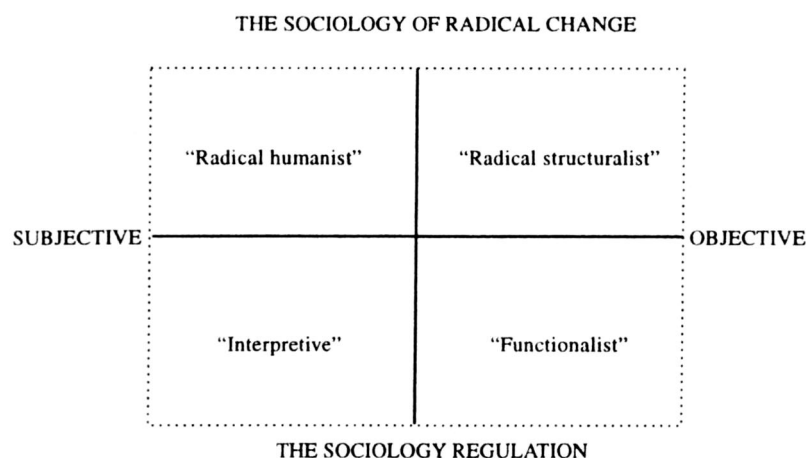 THE SOCIOLOGY OF RADICAL CHANGE
“Radical humanist” “Radical structuralist”
SUBJECTIVE OBJECTIVE
“Interpretive” “Functionalist”
THE SOCIOLOGY REGULATION